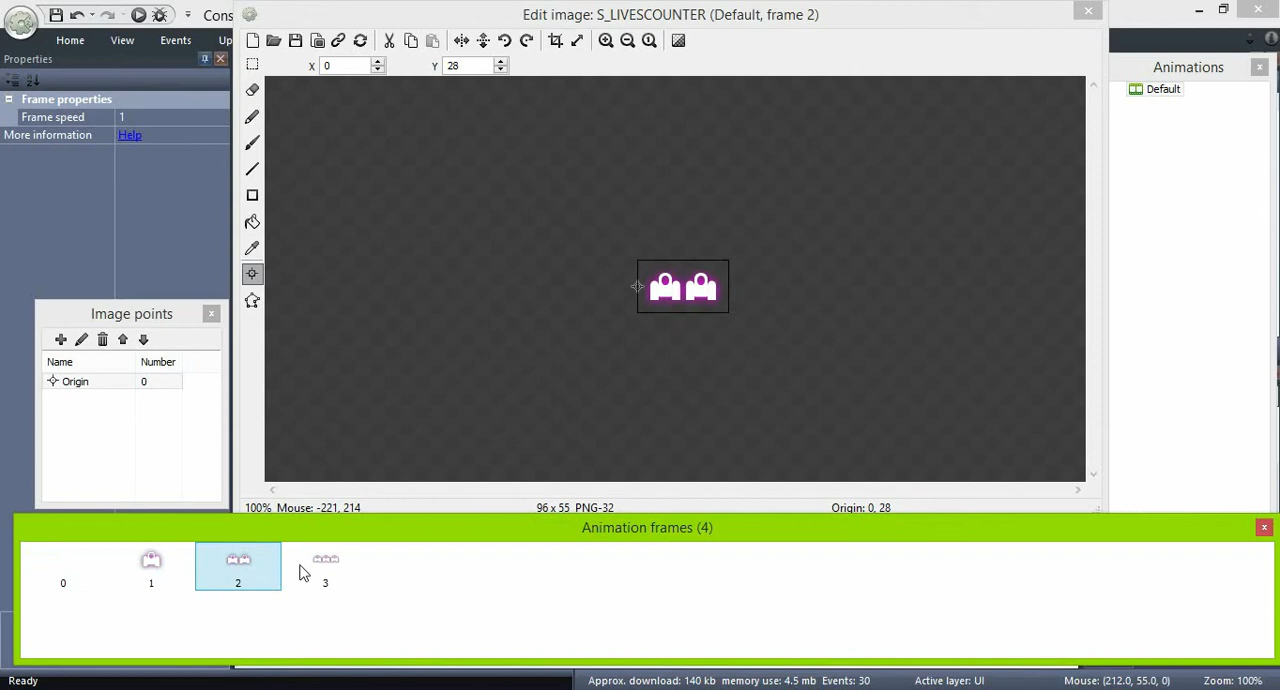 Cons
Edit image: S_LIVESCOUNTER (Default, frame 2)
Home View Events Up
Properties
X 0 Y 28
Animations
Default
Frame properties
Frame speed 1
More information Help
Image points
Name Number
Origin 0
100% Mouse: -221, 214 96 x 55 PNG-32 Origin: 0, 28
Animation frames (4)
0 1 2 3
Ready Approx. download: 140 kb memory use: 4.5 mb Events: 30 Active layer: UI Mouse: (212.0, 55.0, 0) Zoom: 100%